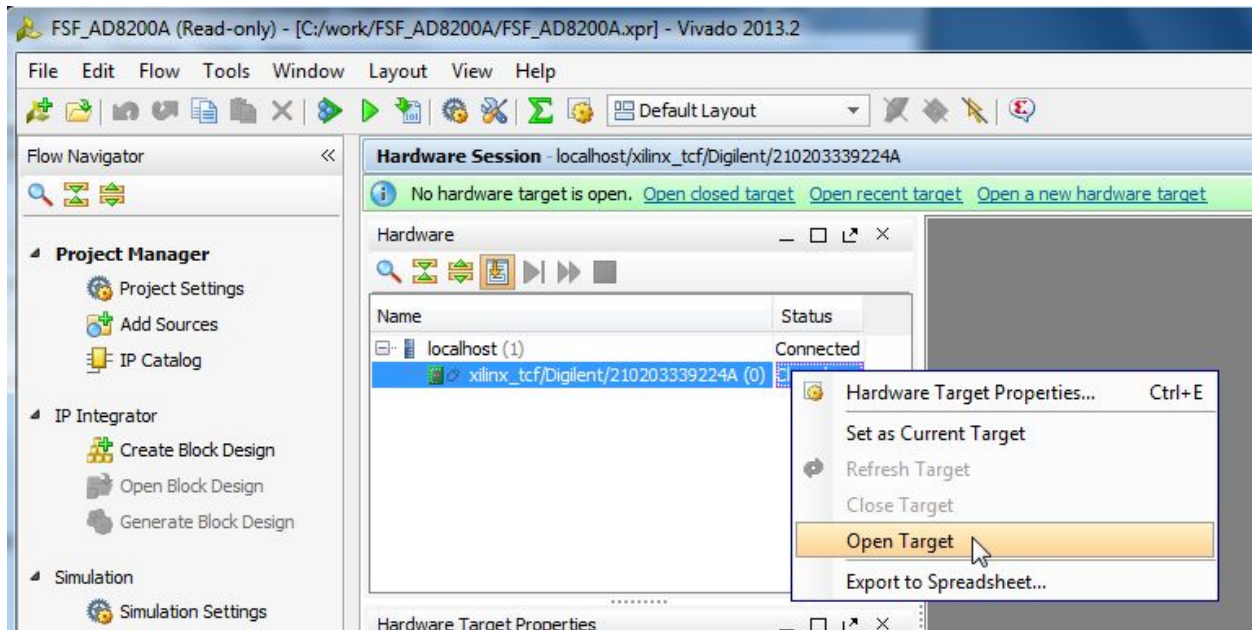 FSF_AD8200A (Read-only) - [C:/work/FSF_AD8200A/FSF_AD8200A.xpr] - Vivado 2013.2
File Edit Flow Tools Window Layout View Help
Default Layout
Flow Navigator
Project Manager
Project Settings
Add Sources
IP Catalog
IP Integrator
Create Block Design
Open Block Design
Generate Block Design
Simulation
Simulation Settings
Hardware Session - localhost/xilinx_tcf/Digilent/210203339224A
No hardware target is open. Open closed target Open recent target Open a new hardware target
Hardware
Name Status
localhost (1) Connected
xilinx_tcf/Digilent/210203339224A (0)
Hardware Target Properties... Ctrl+E
Set as Current Target
Refresh Target
Close Target
Open Target
Export to Spreadsheet...
Hardware Target Properties